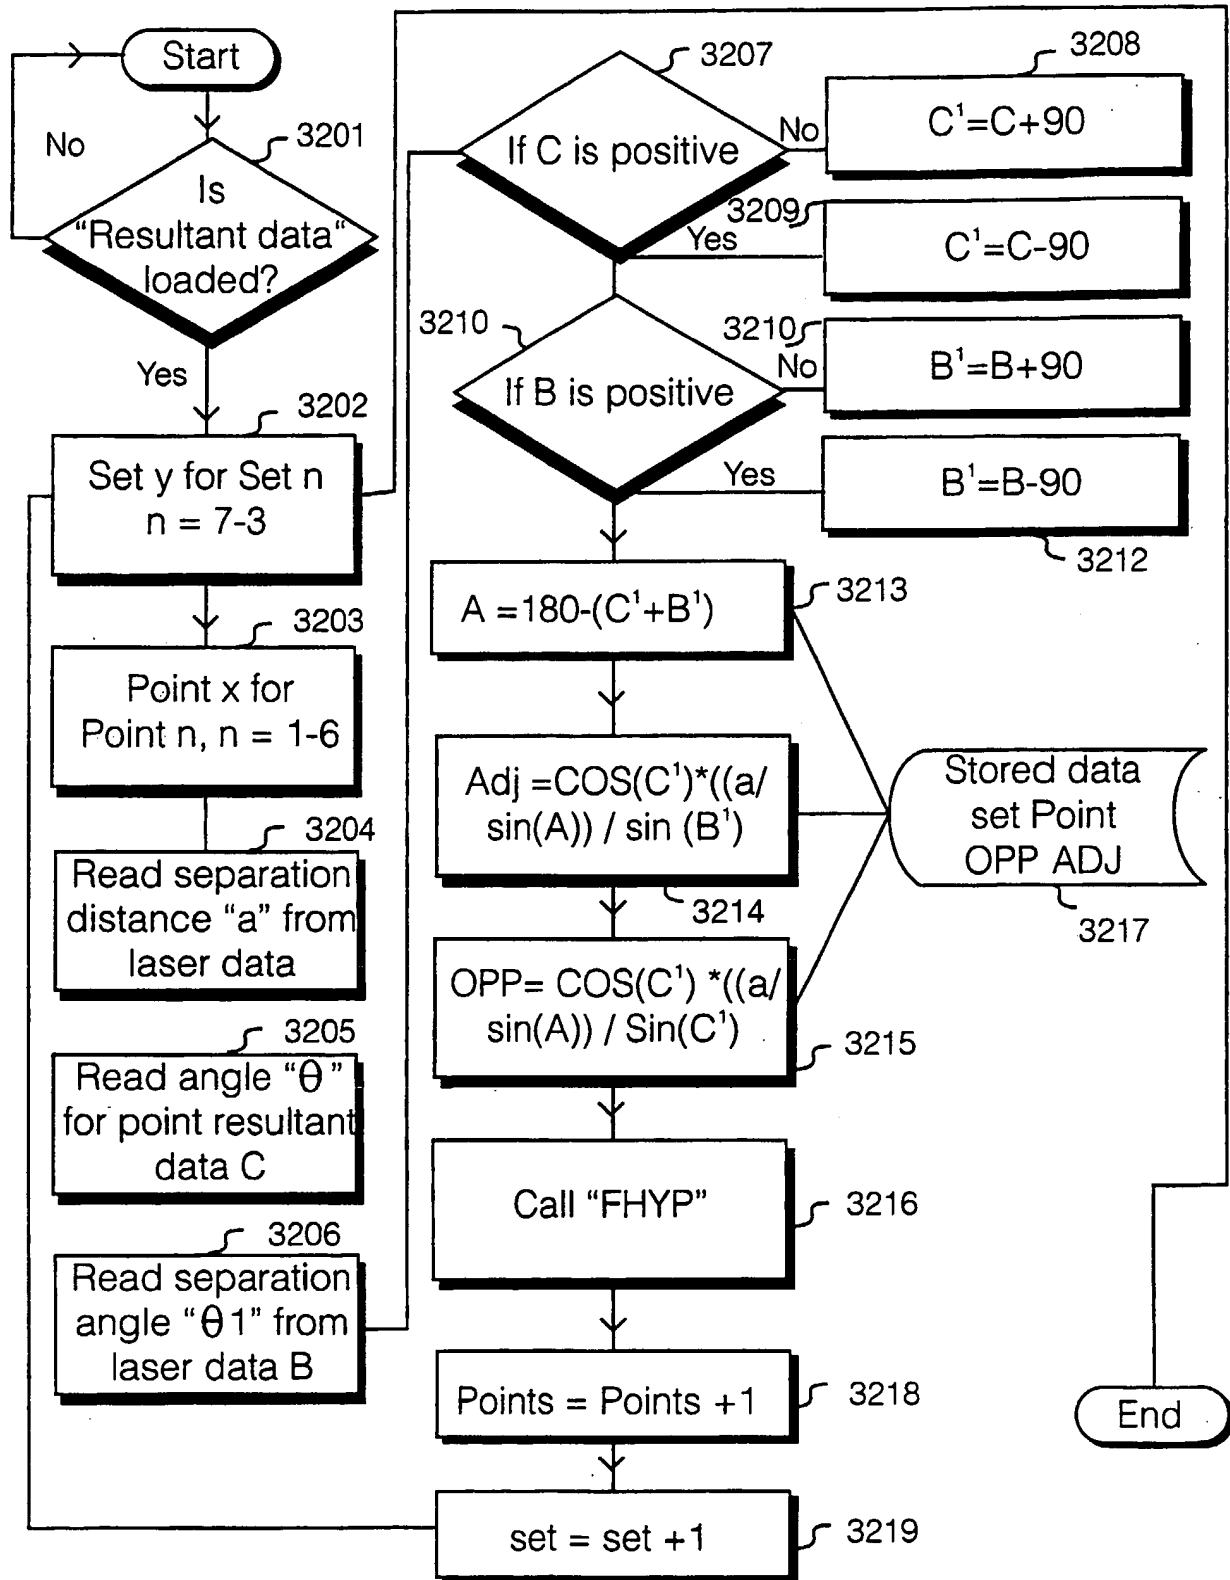 Start
No
3201
Is
“Resultant data“
loaded?
Yes
3202
Set y for Set n
n = 7-3
3203
Point x for
Point n, n = 1-6
3204
Read separation
distance “a” from
laser data
3205
Read angle “θ”
for point resultant
data C
3206
Read separation
angle “θ1” from
laser data B
3207
If C is positive
No
3208
C¹=C+90
3209
Yes
C¹=C-90
3210
If B is positive
3210
No
B¹=B+90
Yes
B¹=B-90
3212
A =180-(C¹+B¹)
3213
Adj =COS(C¹)*((a/
sin(A)) / sin (B¹)
3214
OPP= COS(C¹) *((a/
sin(A)) / Sin(C¹)
3215
Stored data
set Point
OPP ADJ
3217
Call “FHYP”
3216
Points = Points +1
3218
set = set +1
3219
End